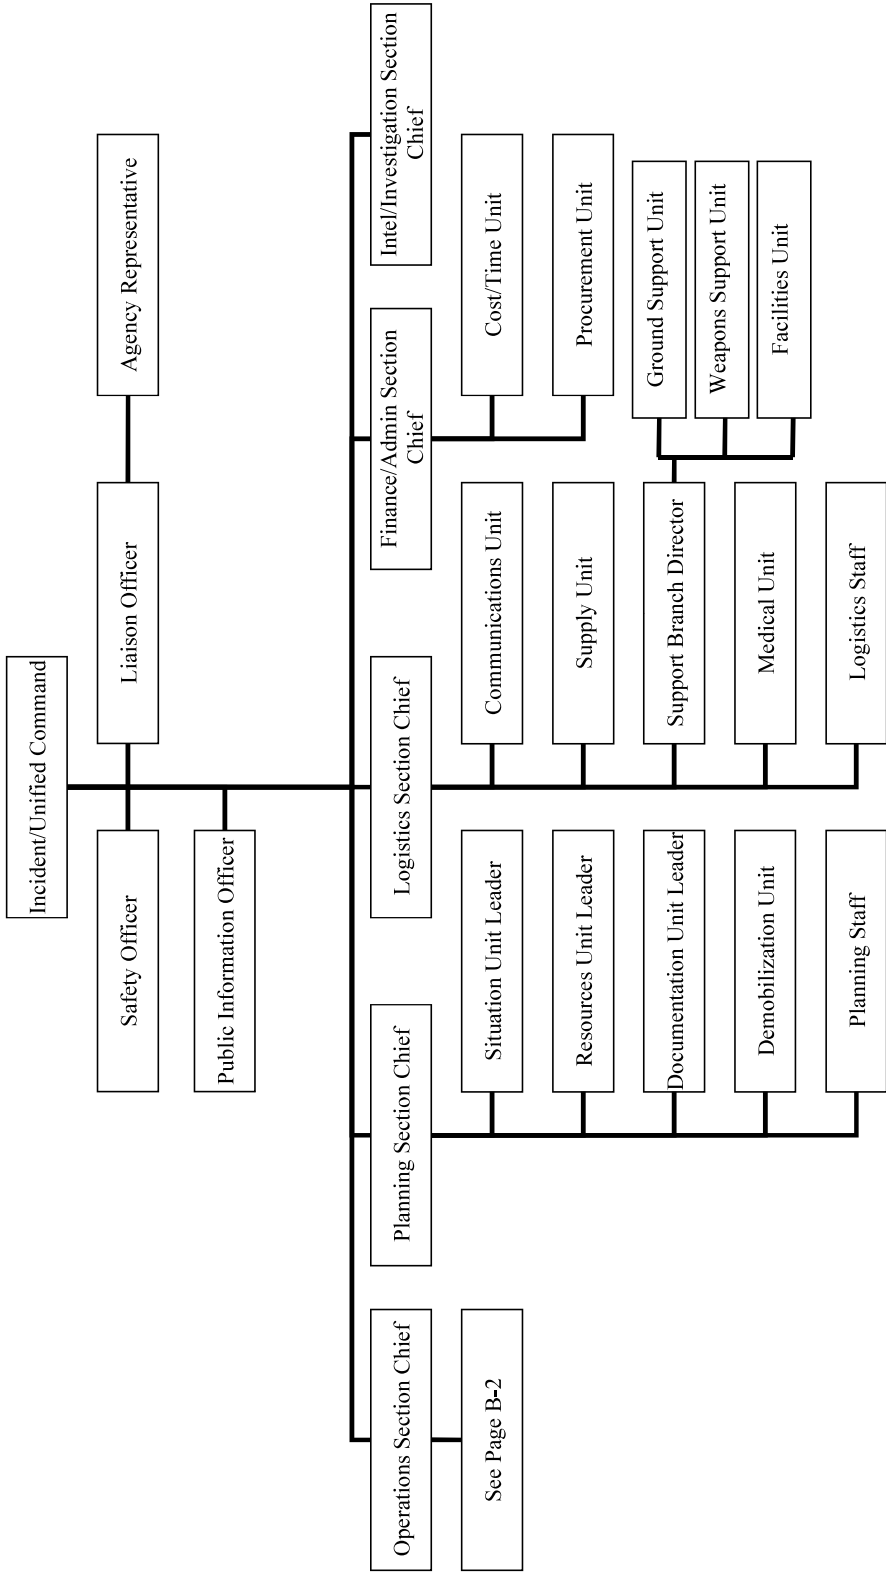 Incident/Unified Command
Safety Officer
Liaison Officer
Agency Representative
Public Information Officer
Operations Section Chief
Planning Section Chief
Logistics Section Chief
Finance/Admin Section
Chief
Intel/Investigation Section
Chief
See Page B-2
Situation Unit Leader
Communications Unit
Cost/Time Unit
Resources Unit Leader
Supply Unit
Procurement Unit
Documentation Unit Leader
Support Branch Director
Ground Support Unit
Weapons Support Unit
Facilities Unit
Demobilization Unit
Medical Unit
Planning Staff
Logistics Staff